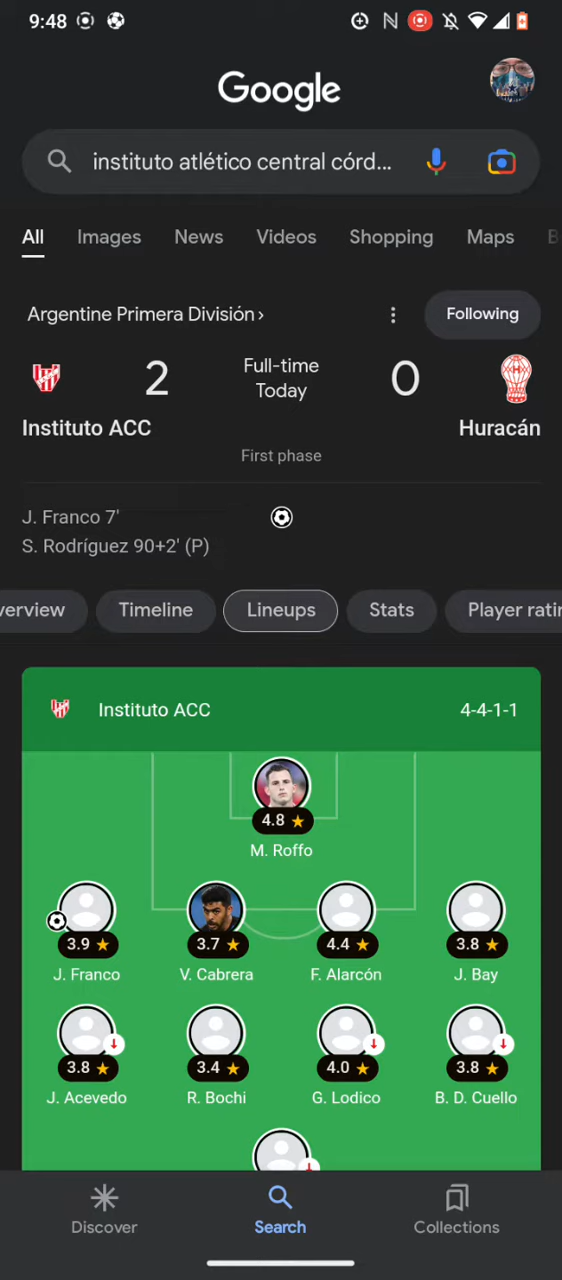 9:48
Google
instituto atlético central córd...
All Images News Videos Shopping Maps B
Argentine Primera División ›
Following
2 Full-time 0
Today
Instituto ACC Huracán
First phase
J. Franco 7'
S. Rodríguez 90+2' (P)
verview Timeline Lineups Stats Player ratin
Instituto ACC 4-4-1-1
4.8
M. Roffo
3.9 3.7 4.4 3.8
J. Franco V. Cabrera F. Alarcón J. Bay
3.8 3.4 4.0 3.8
J. Acevedo R. Bochi G. Lodico B. D. Cuello
Discover Search Collections